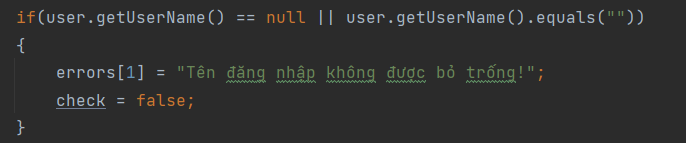 if(user.getUserName() == null || user.getUserName().equals(""))
{
errors[1] = "Tên đăng nhập không được bỏ trống!";
check = false;
}